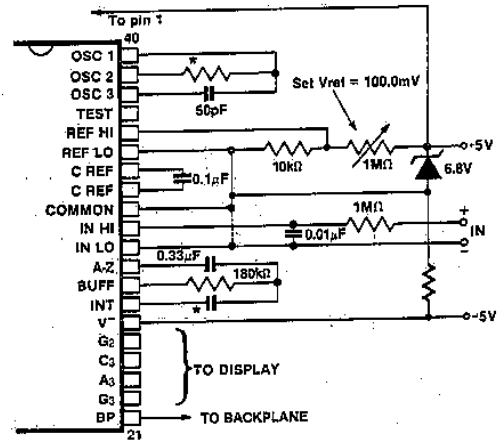 To pin 1
40
OSC 1
OSC 2
*
OSC 3
50pF
Set Vref = 100.0mV
TEST
REF HI
REF LO
10kΩ
1MΩ
+5V
6.8V
C REF
0.1µF
C REF
COMMON
1MΩ
+
IN HI
0.01µF
IN
IN LO
–
0.33µF
A-Z
180kΩ
BUFF
INT
*
V–
–5V
G2
C3
TO DISPLAY
A3
G3
BP
TO BACKPLANE
21